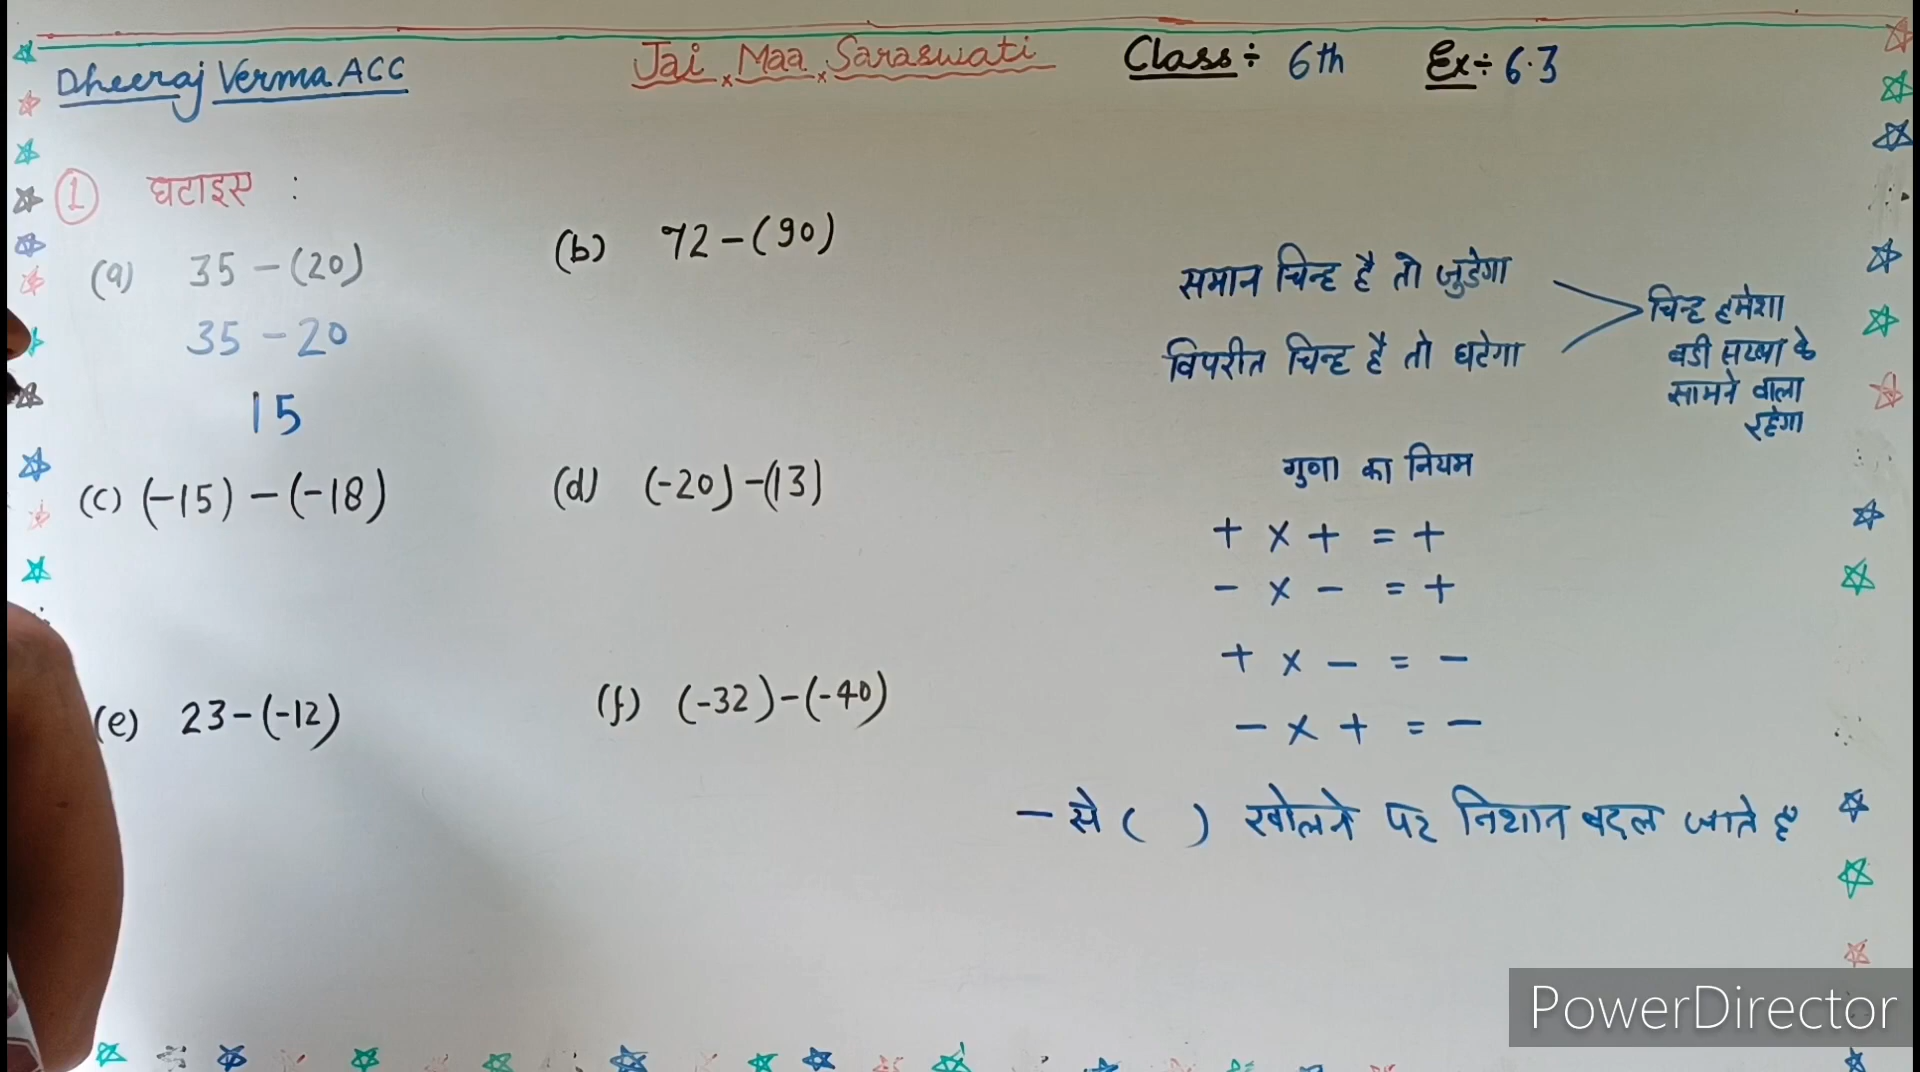 Dheeraj Verma ACC
Jai Maa Saraswati
Class÷ 6th
Ex÷ 6.3
① घटाइए :
(a) 35 - (20)
35 - 20
15
(b) 72 - (90)
(c) (-15) - (-18)
(d) (-20) - (13)
(e) 23 - (-12)
(f) (-32) - (-40)
समान चिन्ह है तो जुडेगा
विपरीत चिन्ह है तो घटेगा
चिन्ह हमेशा
बडी संख्या के
सामने वाला
रहेगा
गुणा का नियम
+ × + = +
- × - = +
+ × - = -
- × + = -
- से ( ) खोलने पर निशान बदल जाते है
PowerDirector